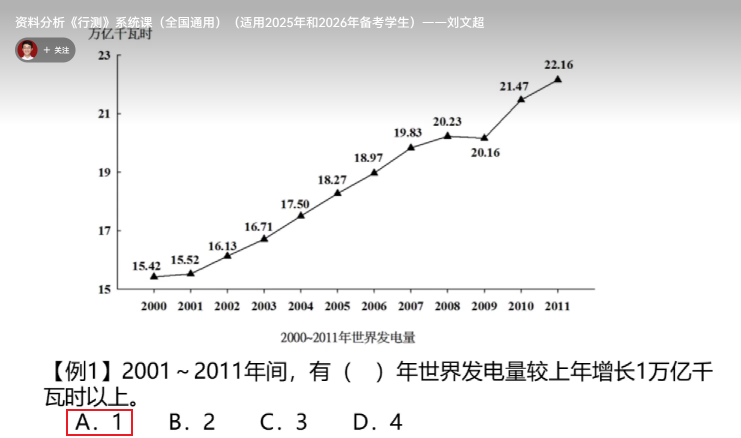 资料分析《行测》系统课（全国通用）（适用2025年和2026年备考学生）——刘文超
＋ 关注
万亿千瓦时
23
21
19
17
15
15.42
15.52
16.13
16.71
17.50
18.27
18.97
19.83
20.23
20.16
21.47
22.16
2000 2001 2002 2003 2004 2005 2006 2007 2008 2009 2010 2011
2000~2011年世界发电量
【例1】2001～2011年间，有（ ）年世界发电量较上年增长1万亿千
瓦时以上。
A．1 B．2 C．3 D．4